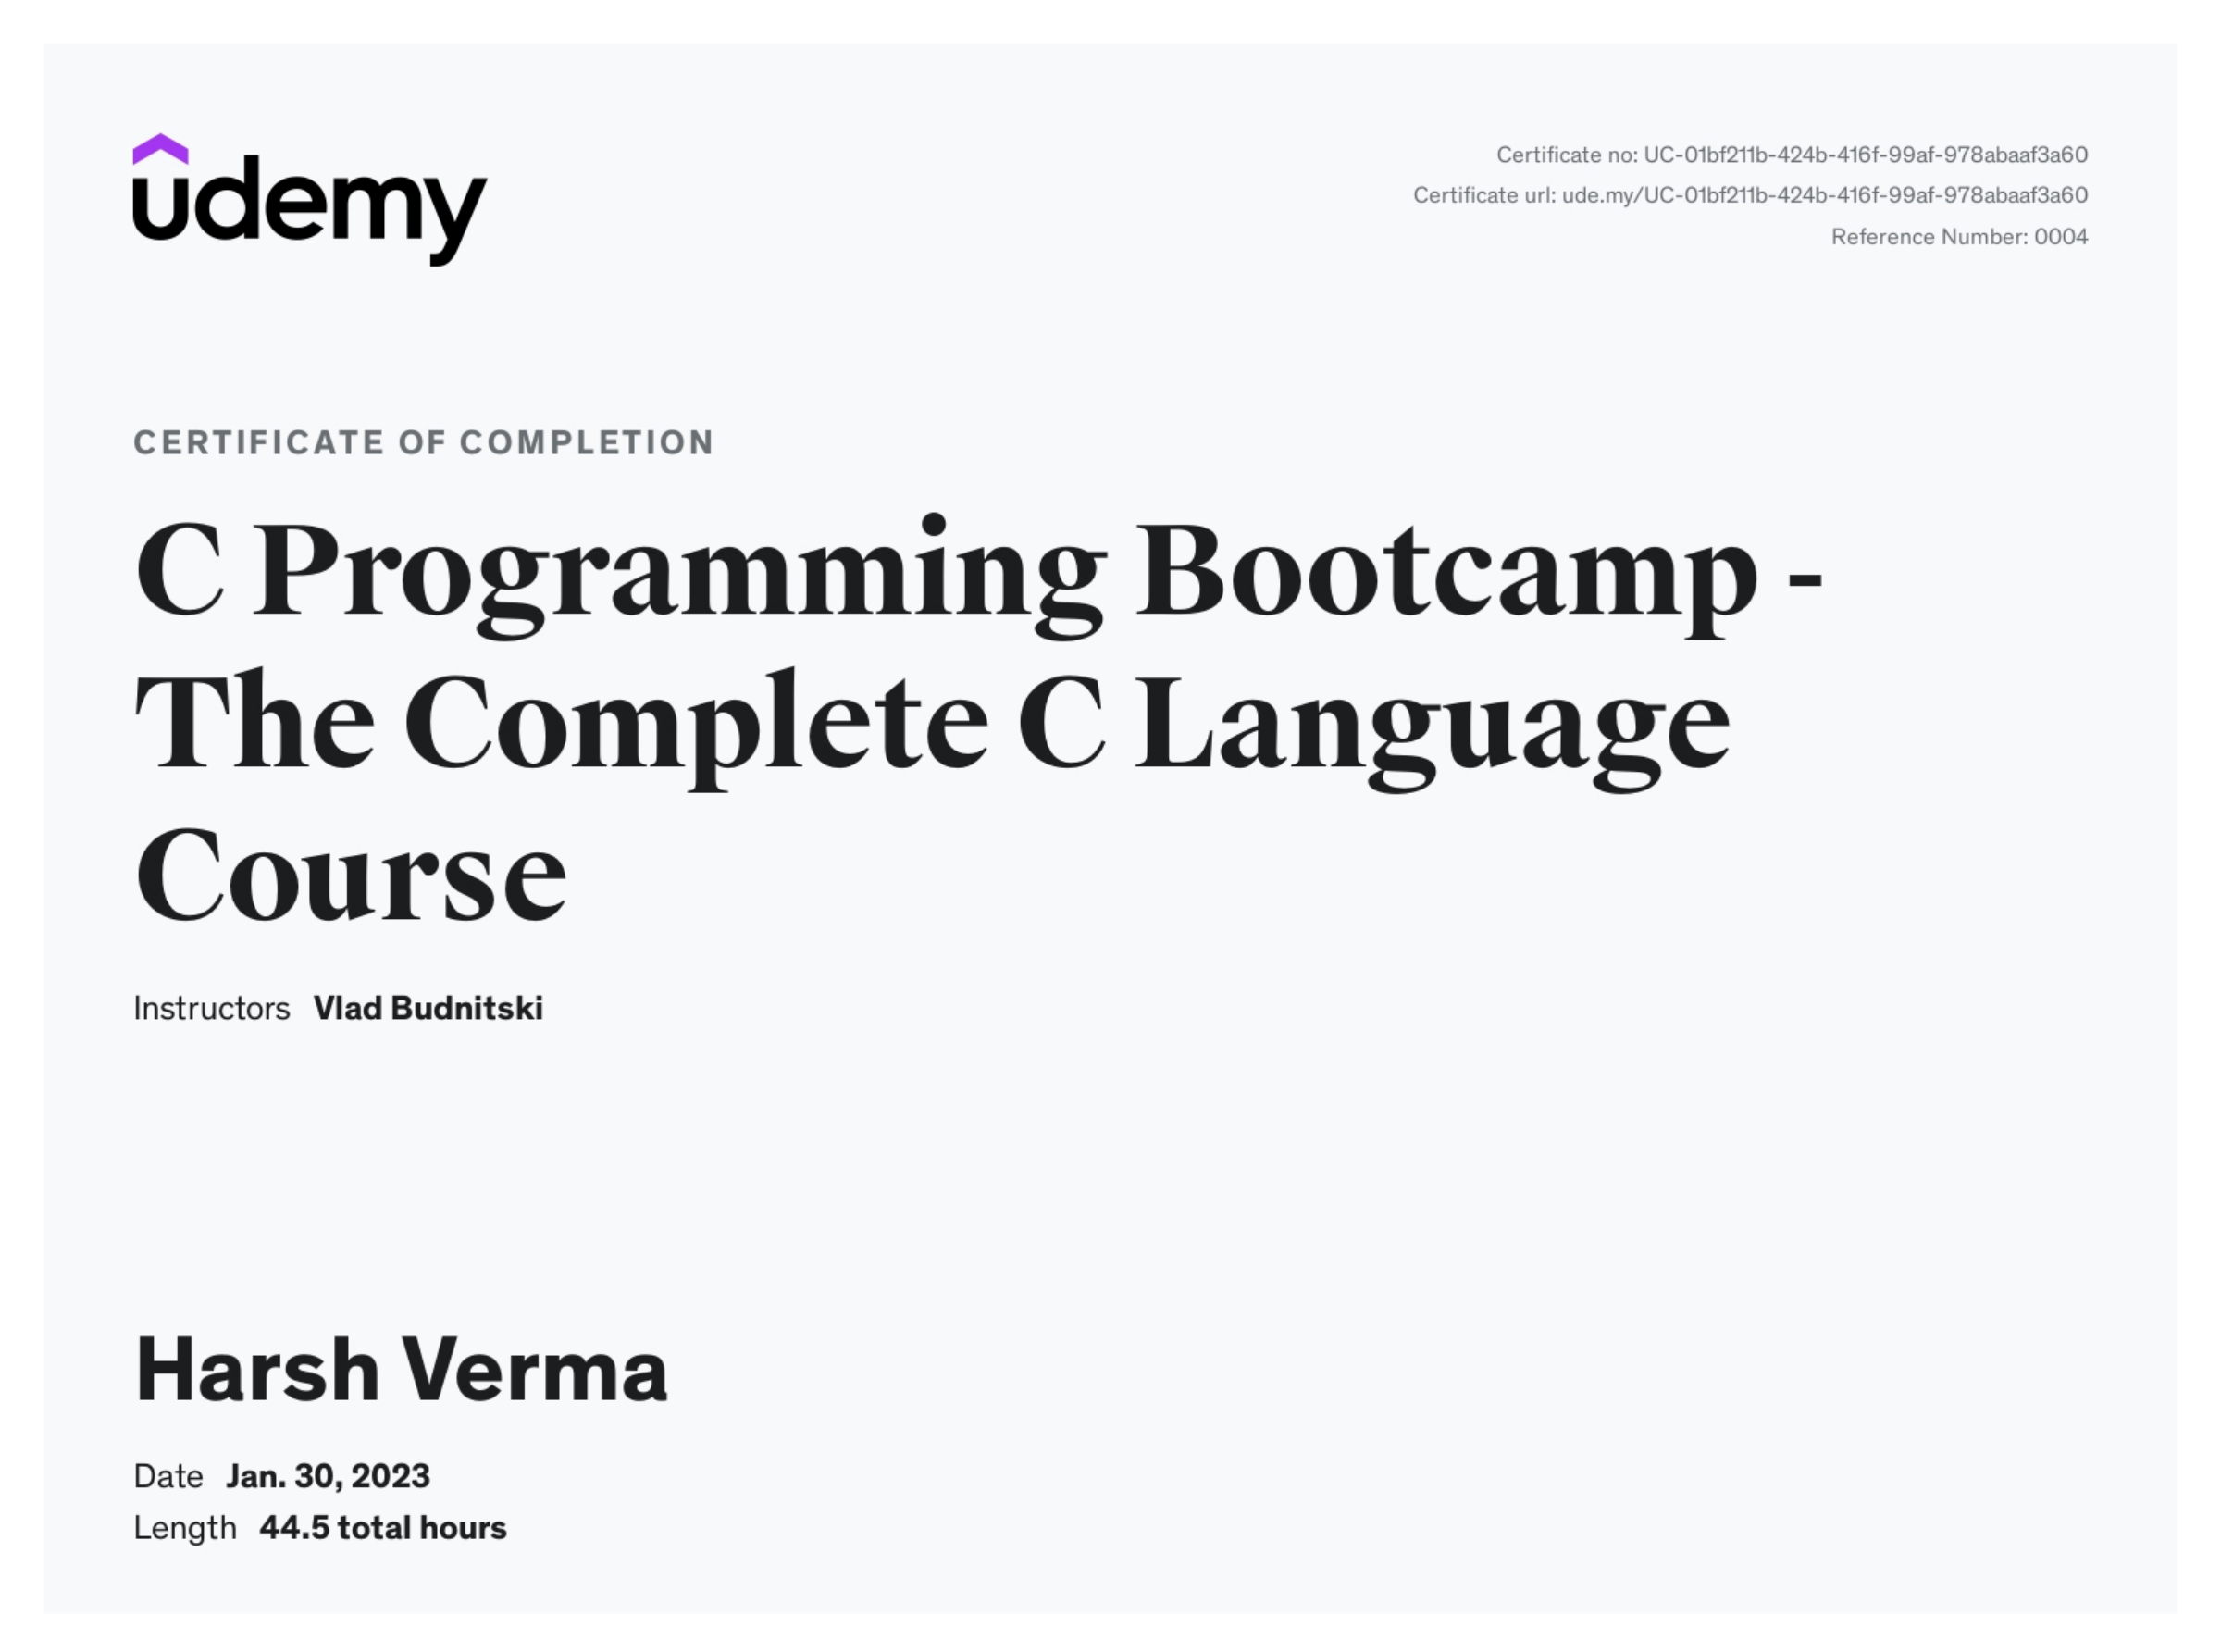 udemy
Certificate no: UC-01bf211b-424b-416f-99af-978abaaf3a60
Certificate url: ude.my/UC-01bf211b-424b-416f-99af-978abaaf3a60
Reference Number: 0004
CERTIFICATE OF COMPLETION
C Programming Bootcamp -
The Complete C Language
Course
Instructors Vlad Budnitski
Harsh Verma
Date Jan. 30, 2023
Length 44.5 total hours